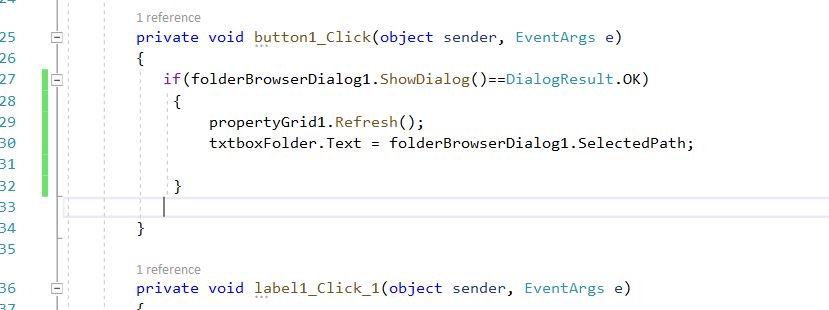 1 reference
25 private void button1_Click(object sender, EventArgs e)
26 {
27 if(folderBrowserDialog1.ShowDialog()==DialogResult.OK)
28 {
29 propertyGrid1.Refresh();
30 txtboxFolder.Text = folderBrowserDialog1.SelectedPath;
31
32 }
33
34 }
35
1 reference
36 private void label1_Click_1(object sender, EventArgs e)
37 {